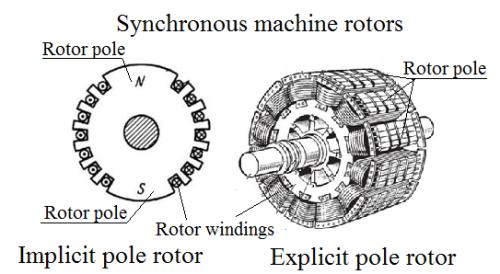 Synchronous machine rotors
Rotor pole
N
Rotor pole
S
Rotor pole
Rotor windings
Implicit pole rotor
Explicit pole rotor